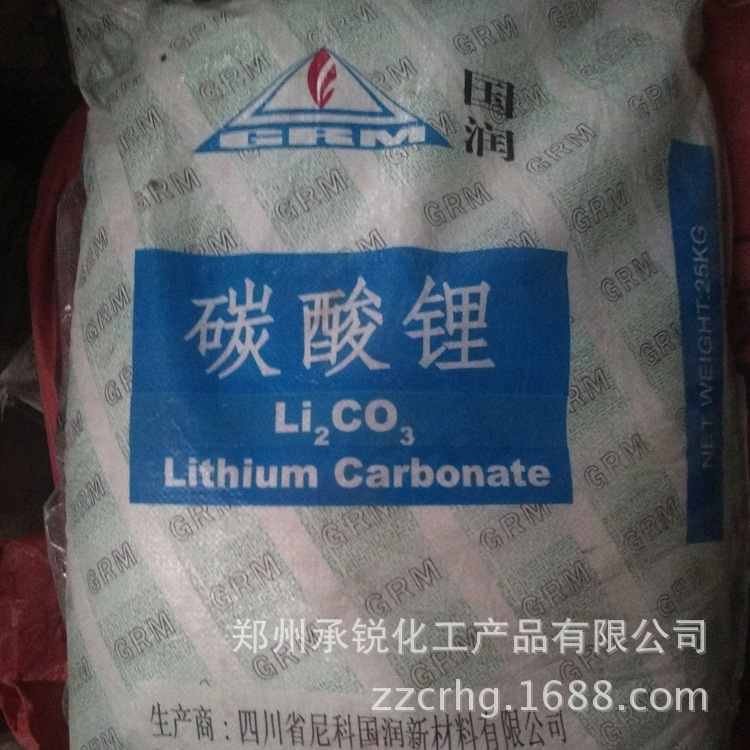 GRM
国润
碳酸锂
Li₂CO₃
Lithium Carbonate
NET WEIGHT:25KG
郑州承锐化工产品有限公司
zzcrhg.1688.com
生产商:四川省尼科国润新材料有限公司